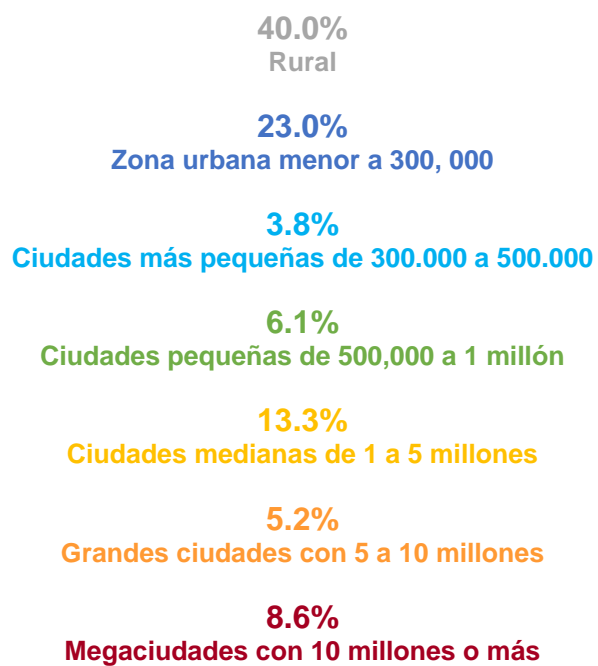 40.0%
Rural
23.0%
Zona urbana menor a 300, 000
3.8%
Ciudades más pequeñas de 300.000 a 500.000
6.1%
Ciudades pequeñas de 500,000 a 1 millón
13.3%
Ciudades medianas de 1 a 5 millones
5.2%
Grandes ciudades con 5 a 10 millones
8.6%
Megaciudades con 10 millones o más